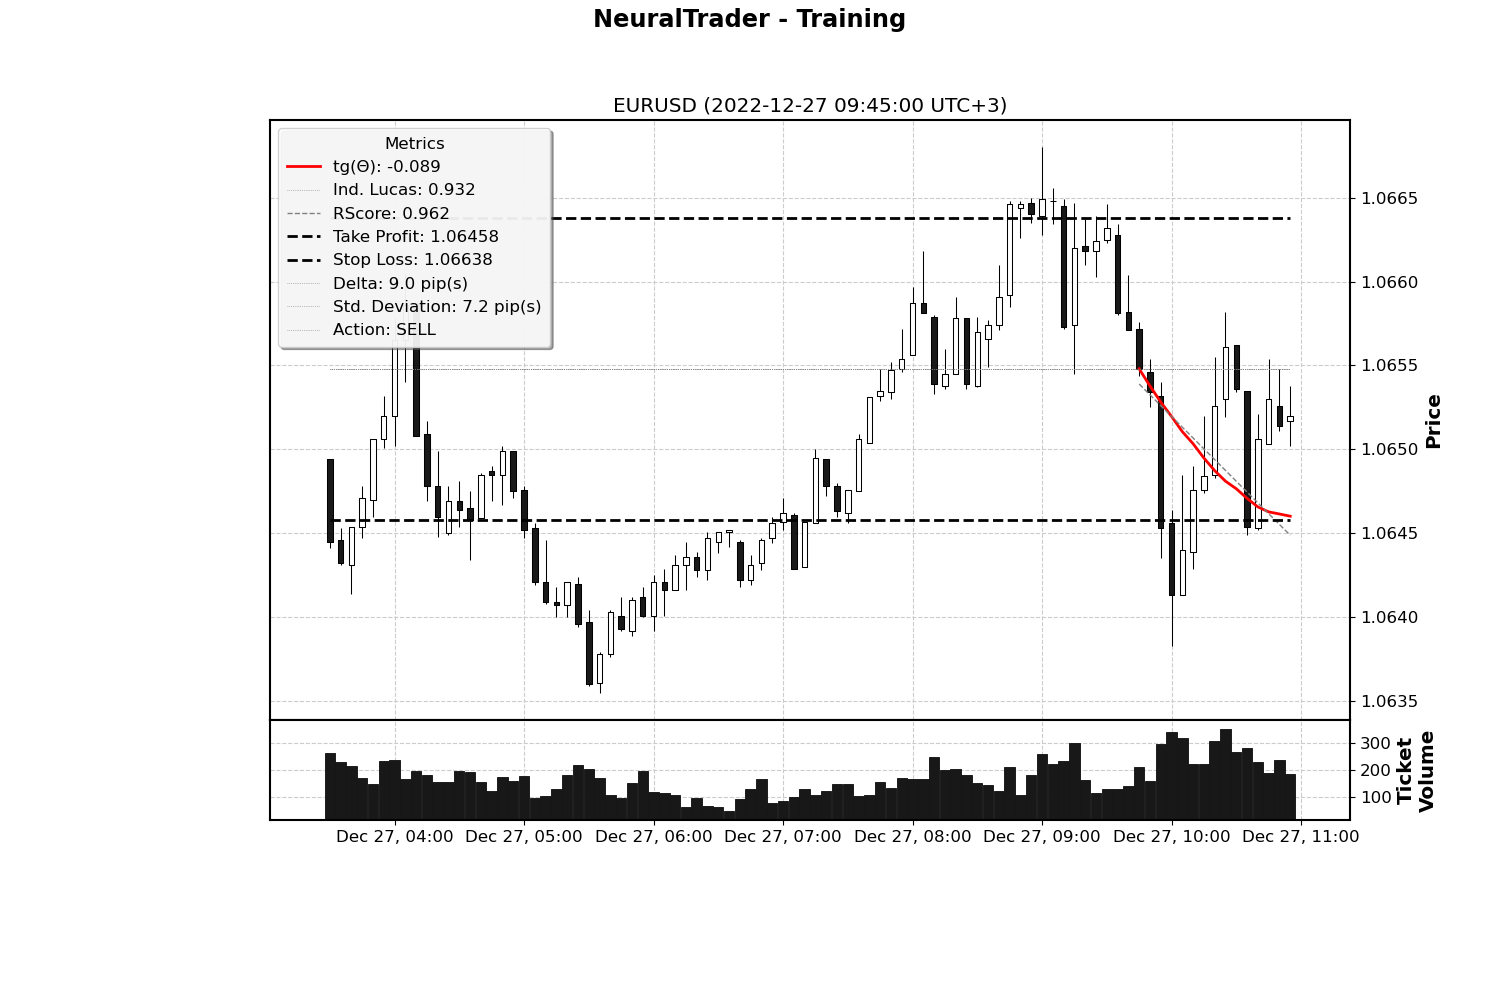 NeuralTrader - Training
EURUSD (2022-12-27 09:45:00 UTC+3)
Metrics
tg(Θ): -0.089
Ind. Lucas: 0.932
RScore: 0.962
Take Profit: 1.06458
Stop Loss: 1.06638
Delta: 9.0 pip(s)
Std. Deviation: 7.2 pip(s)
Action: SELL
1.0665
1.0660
1.0655
1.0650
1.0645
1.0640
1.0635
Price
300
200
100
Ticket
Volume
Dec 27, 04:00
Dec 27, 05:00
Dec 27, 06:00
Dec 27, 07:00
Dec 27, 08:00
Dec 27, 09:00
Dec 27, 10:00
Dec 27, 11:00